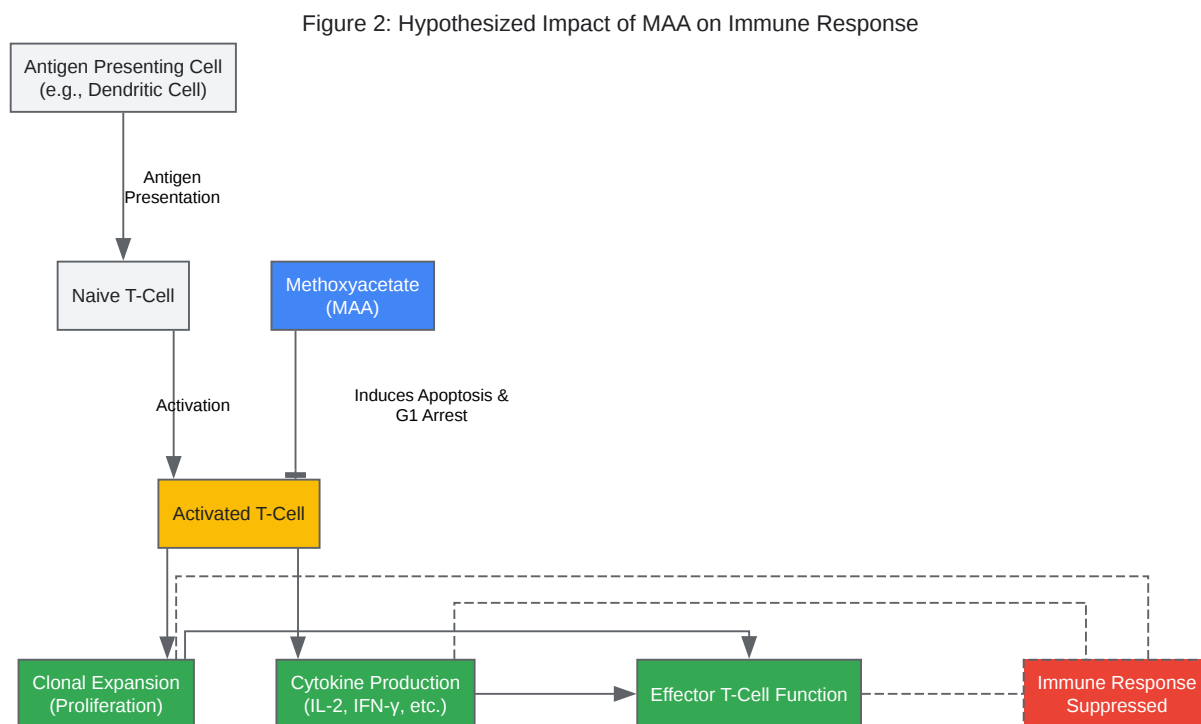 Figure 2: Hypothesized Impact of MAA on Immune Response
Antigen Presenting Cell
(e.g., Dendritic Cell)
Antigen
Presentation
Naive T-Cell
Methoxyacetate
(MAA)
Activation
Induces Apoptosis &
G1 Arrest
Activated T-Cell
Clonal Expansion
(Proliferation)
Cytokine Production
(IL-2, IFN-γ, etc.)
Effector T-Cell Function
Immune Response
Suppressed